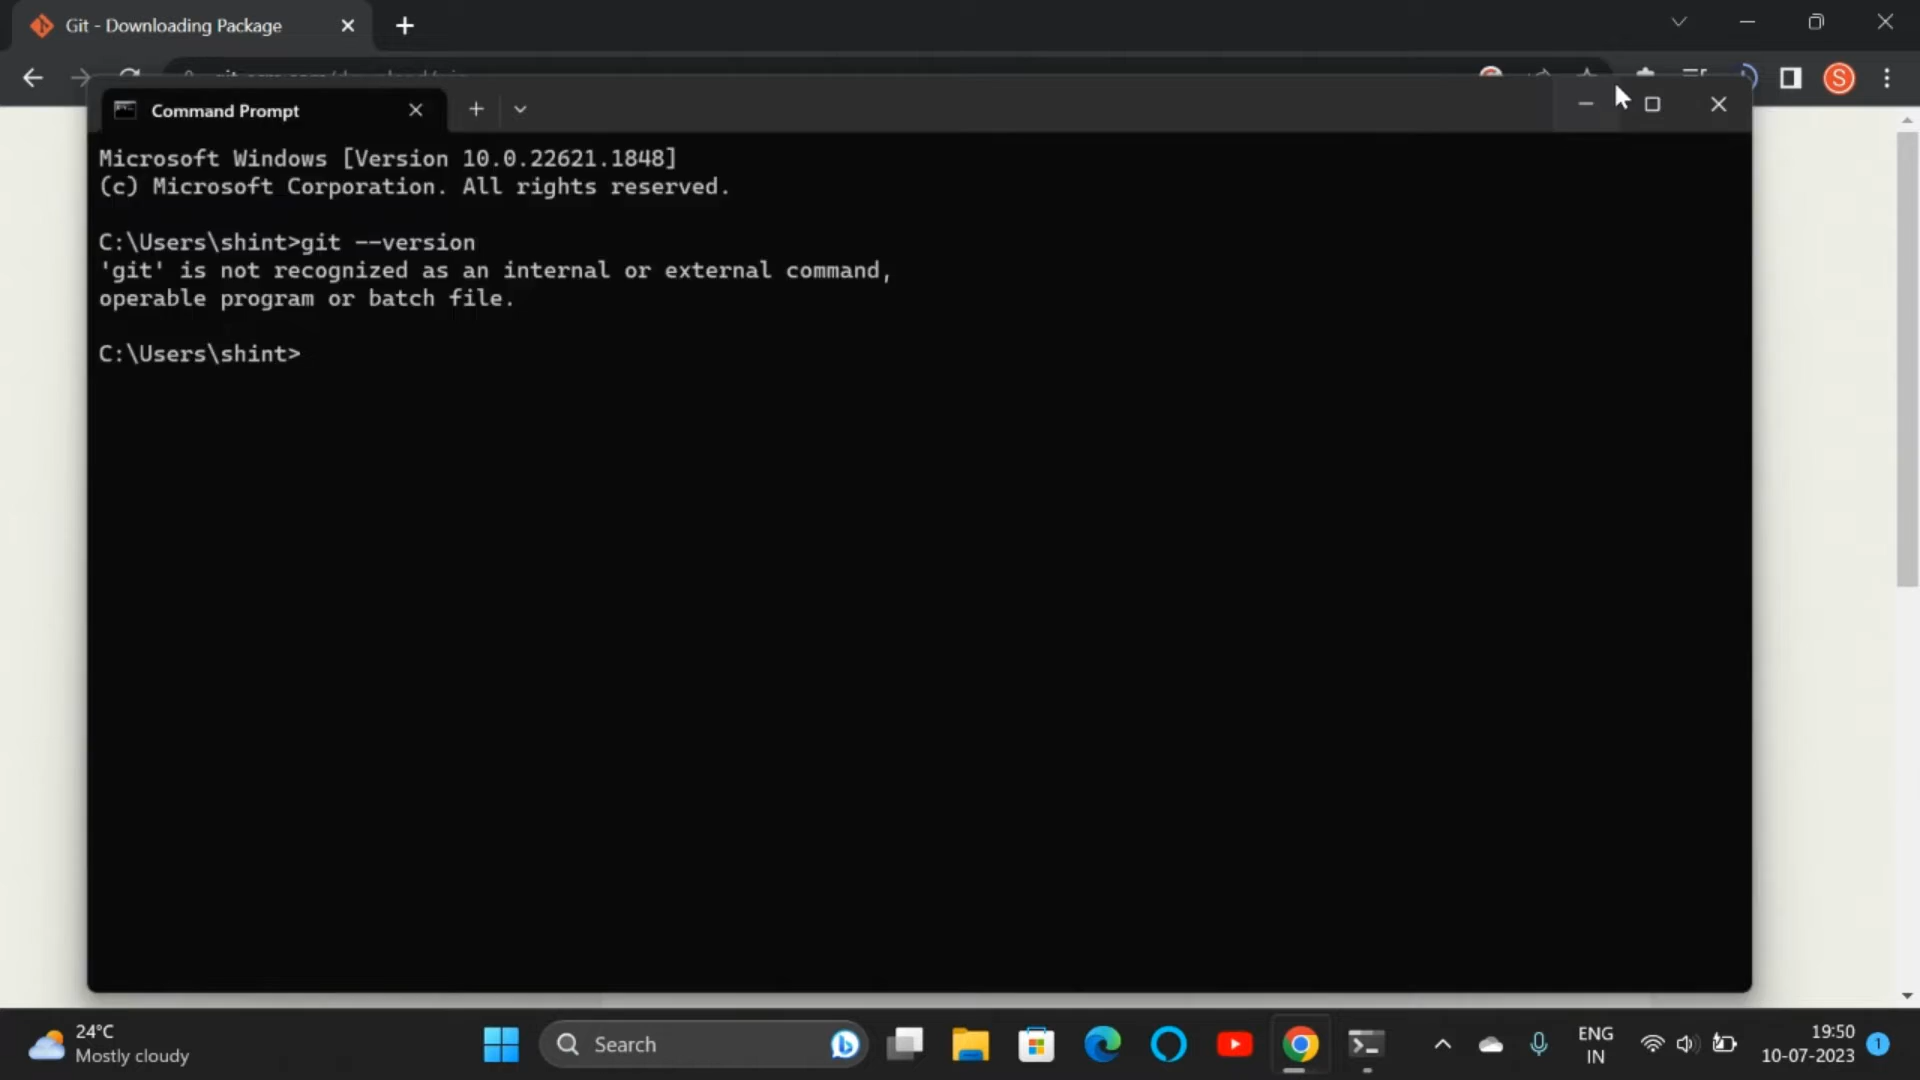 Git - Downloading Package
Command Prompt
Microsoft Windows [Version 10.0.22621.1848]
(c) Microsoft Corporation. All rights reserved.
C:\Users\shint>git --version
'git' is not recognized as an internal or external command,
operable program or batch file.
C:\Users\shint>
S
24°C
Mostly cloudy
Search
ENG
IN
19:50
10-07-2023
1